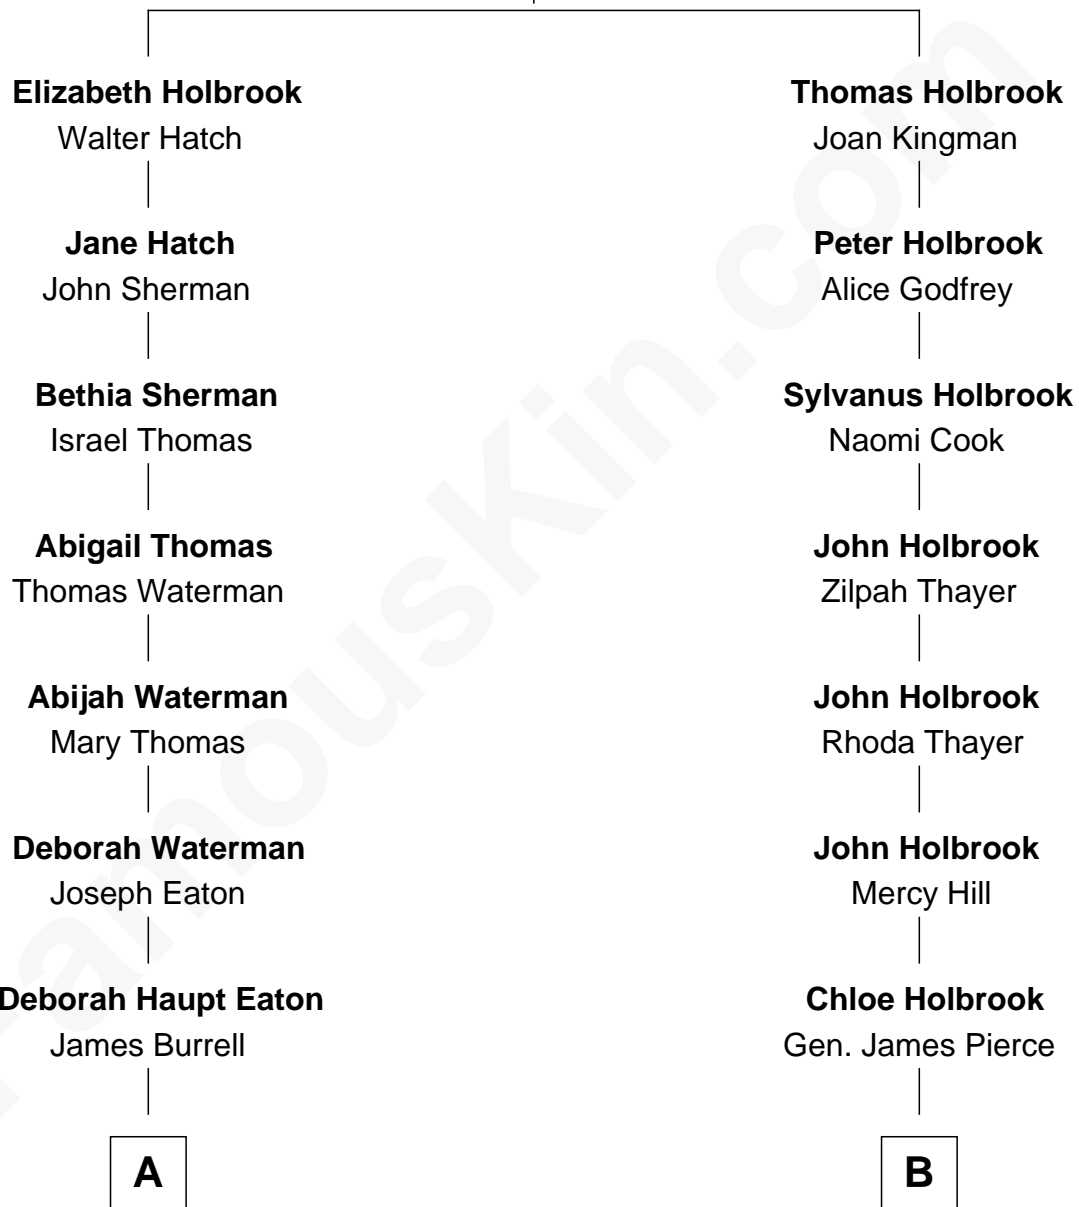 Elizabeth Holbrook
Walter Hatch
Jane Hatch
John Sherman
Bethia Sherman
Israel Thomas
Abigail Thomas
Thomas Waterman
Abijah Waterman
Mary Thomas
Deborah Waterman
Joseph Eaton
Deborah Haupt Eaton
James Burrell
A
Thomas Holbrook
Joan Kingman
Peter Holbrook
Alice Godfrey
Sylvanus Holbrook
Naomi Cook
John Holbrook
Zilpah Thayer
John Holbrook
Rhoda Thayer
John Holbrook
Mercy Hill
Chloe Holbrook
Gen. James Pierce
B
FamousKin.com